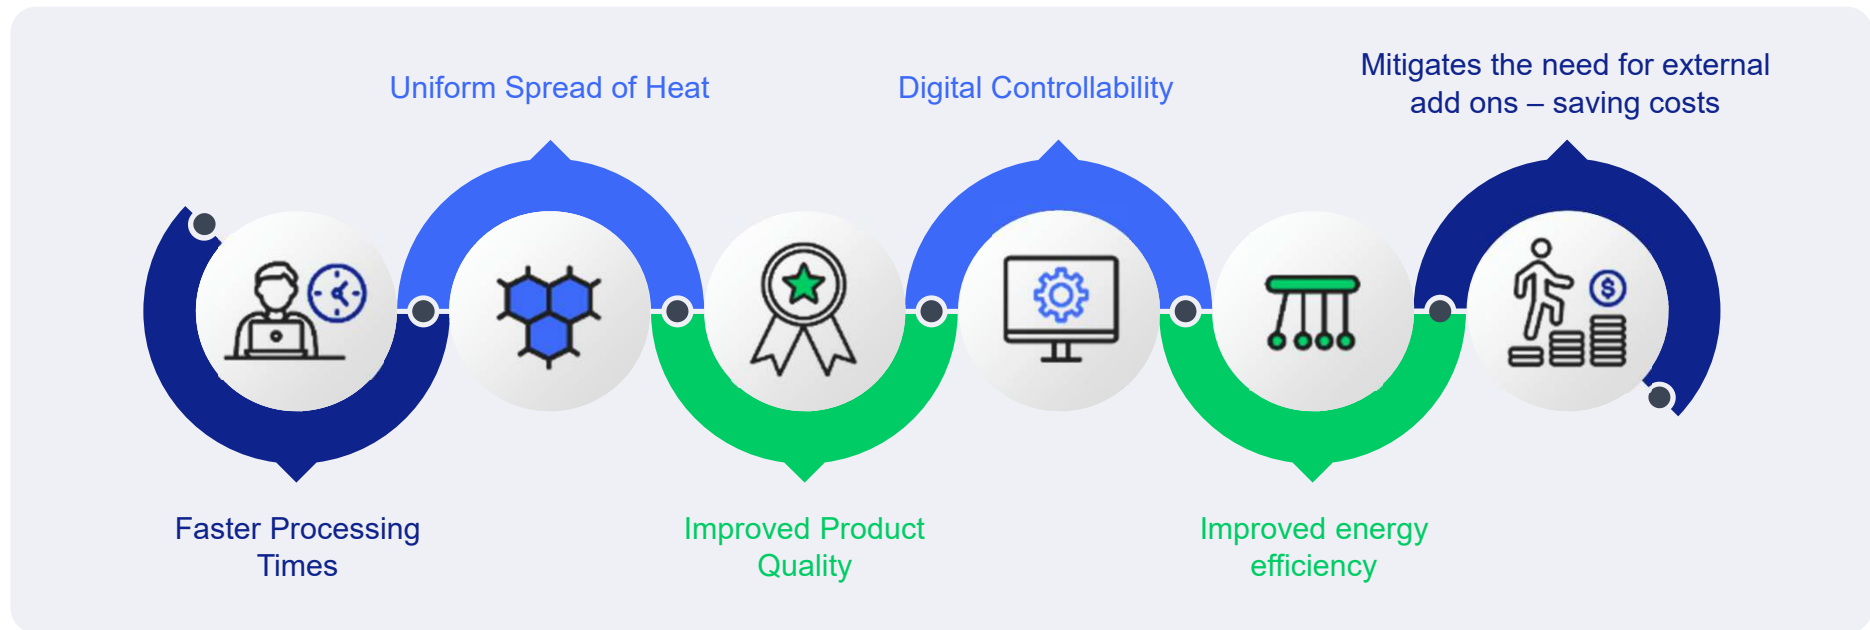 Faster Processing
Times
Uniform Spread of Heat
Improved Product
Quality
Digital Controllability
Improved energy
efficiency
Mitigates the need for external
add ons – saving costs
$